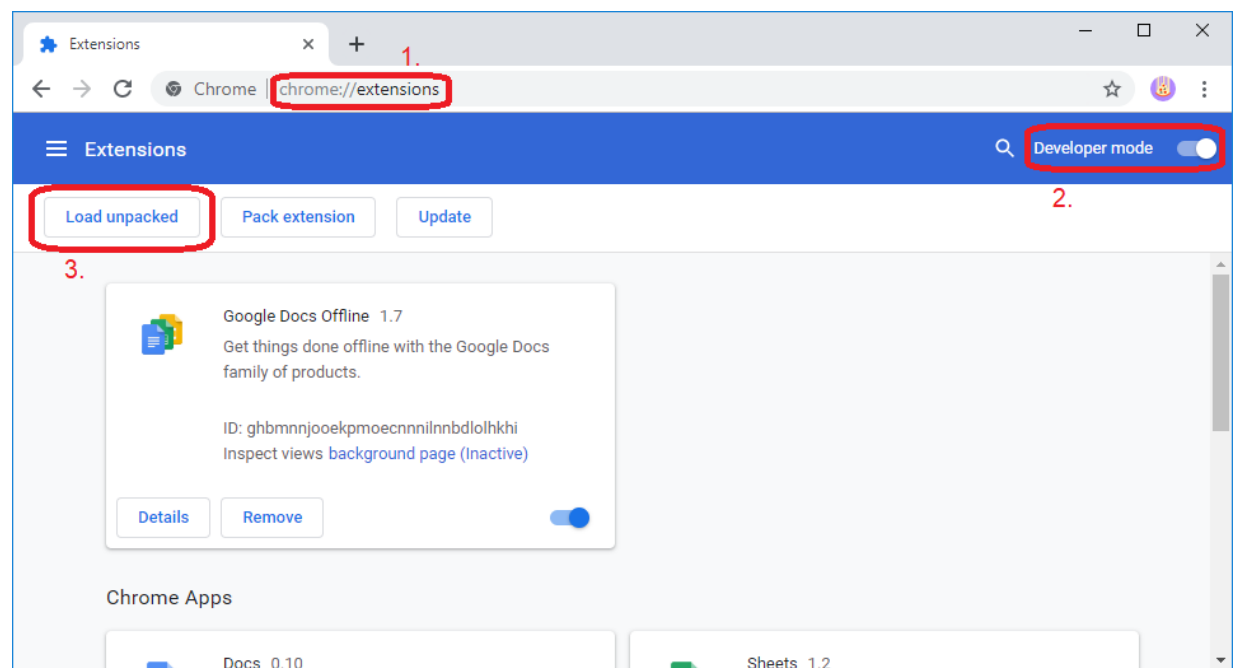 Extensions
1.
Chrome | chrome://extensions
Extensions
Developer mode
2.
Load unpacked
Pack extension
Update
3.
Google Docs Offline 1.7
Get things done offline with the Google Docs
family of products.
ID: ghbmnnjooekpmoecnnnilnnbdlolhkhi
Inspect views background page (Inactive)
Details
Remove
Chrome Apps
Docs 0.10
Sheets 1.2